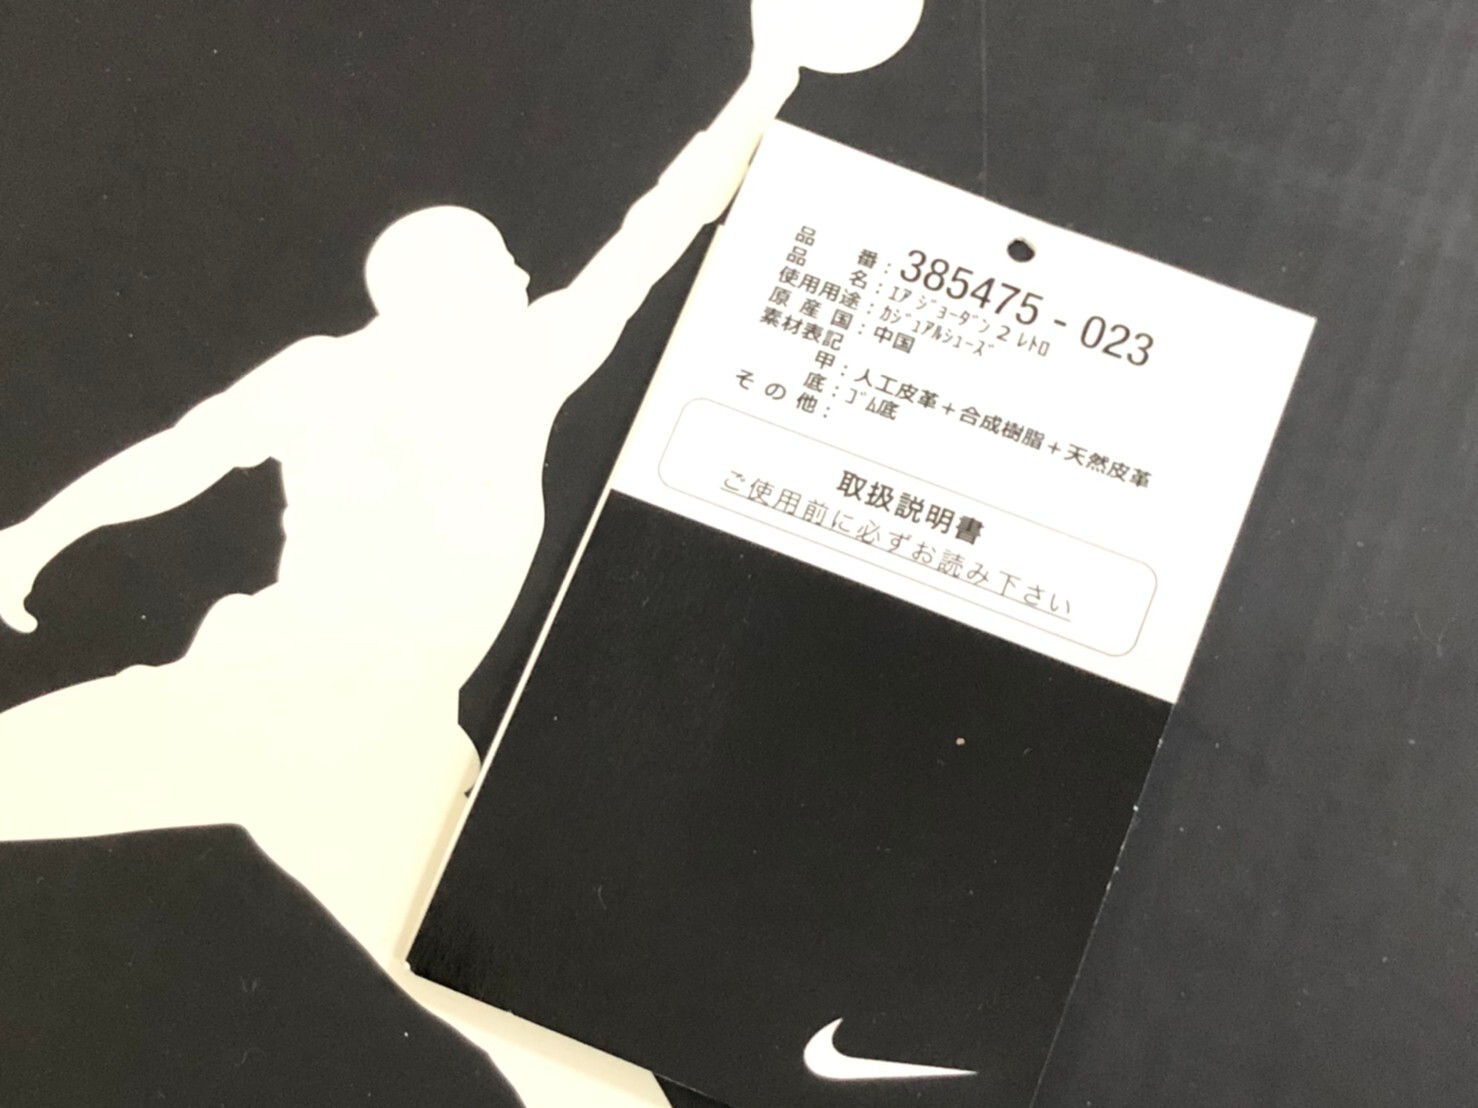 品番：385475-023
品名：ｴｱ ｼﾞｮｰﾀﾞﾝ 2 ﾚﾄﾛ
使用用途：ｶｼﾞｭｱﾙｼｭｰｽﾞ
原産国：中国
素材表記
甲：人工皮革＋合成樹脂＋天然皮革
底：ｺﾞﾑ底
その他：
取扱説明書
ご使用前に必ずお読み下さい